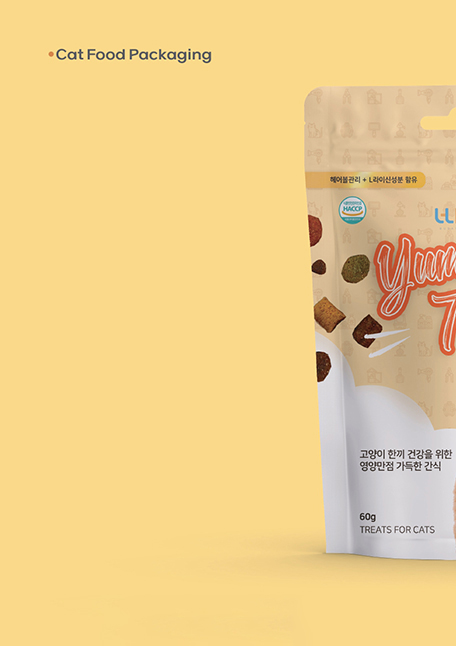 Cat Food Packaging
헤어볼관리 + L라이신성분 함유
HACCP
고양이 한끼 건강을 위한
영양만점 가득한 간식
60g
TREATS FOR CATS